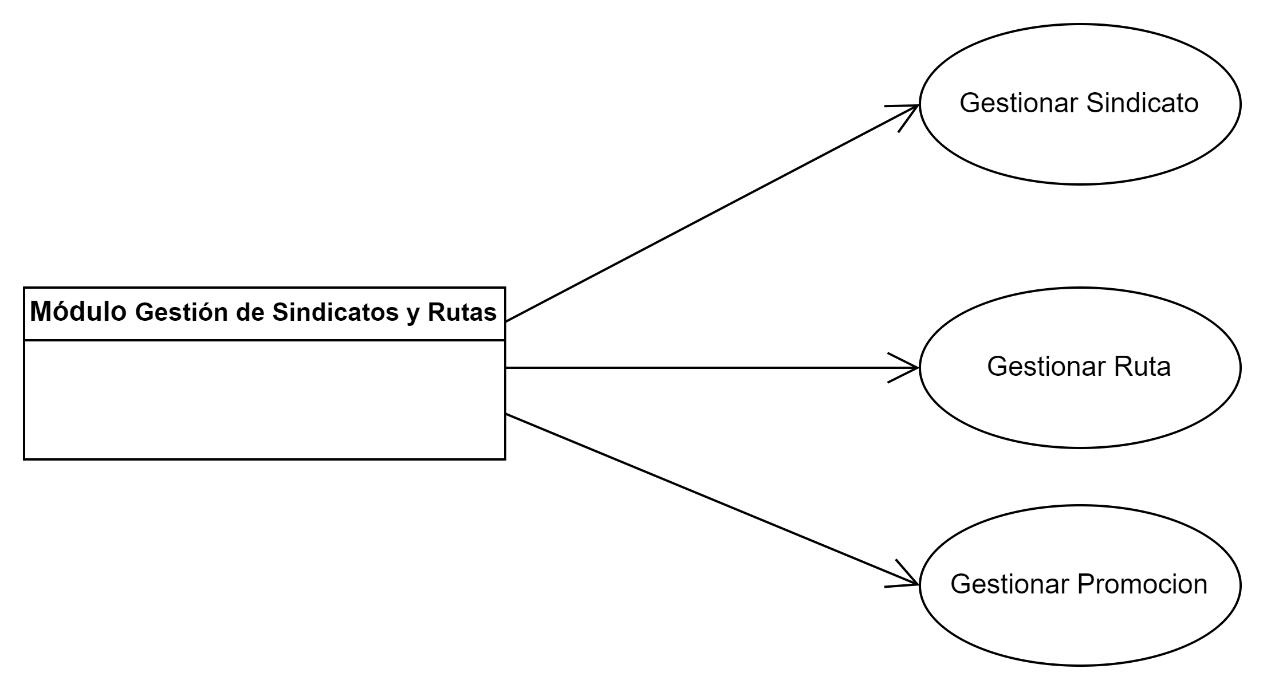 Gestionar Sindicato
Módulo Gestión de Sindicatos y Rutas
Gestionar Ruta
Gestionar Promocion